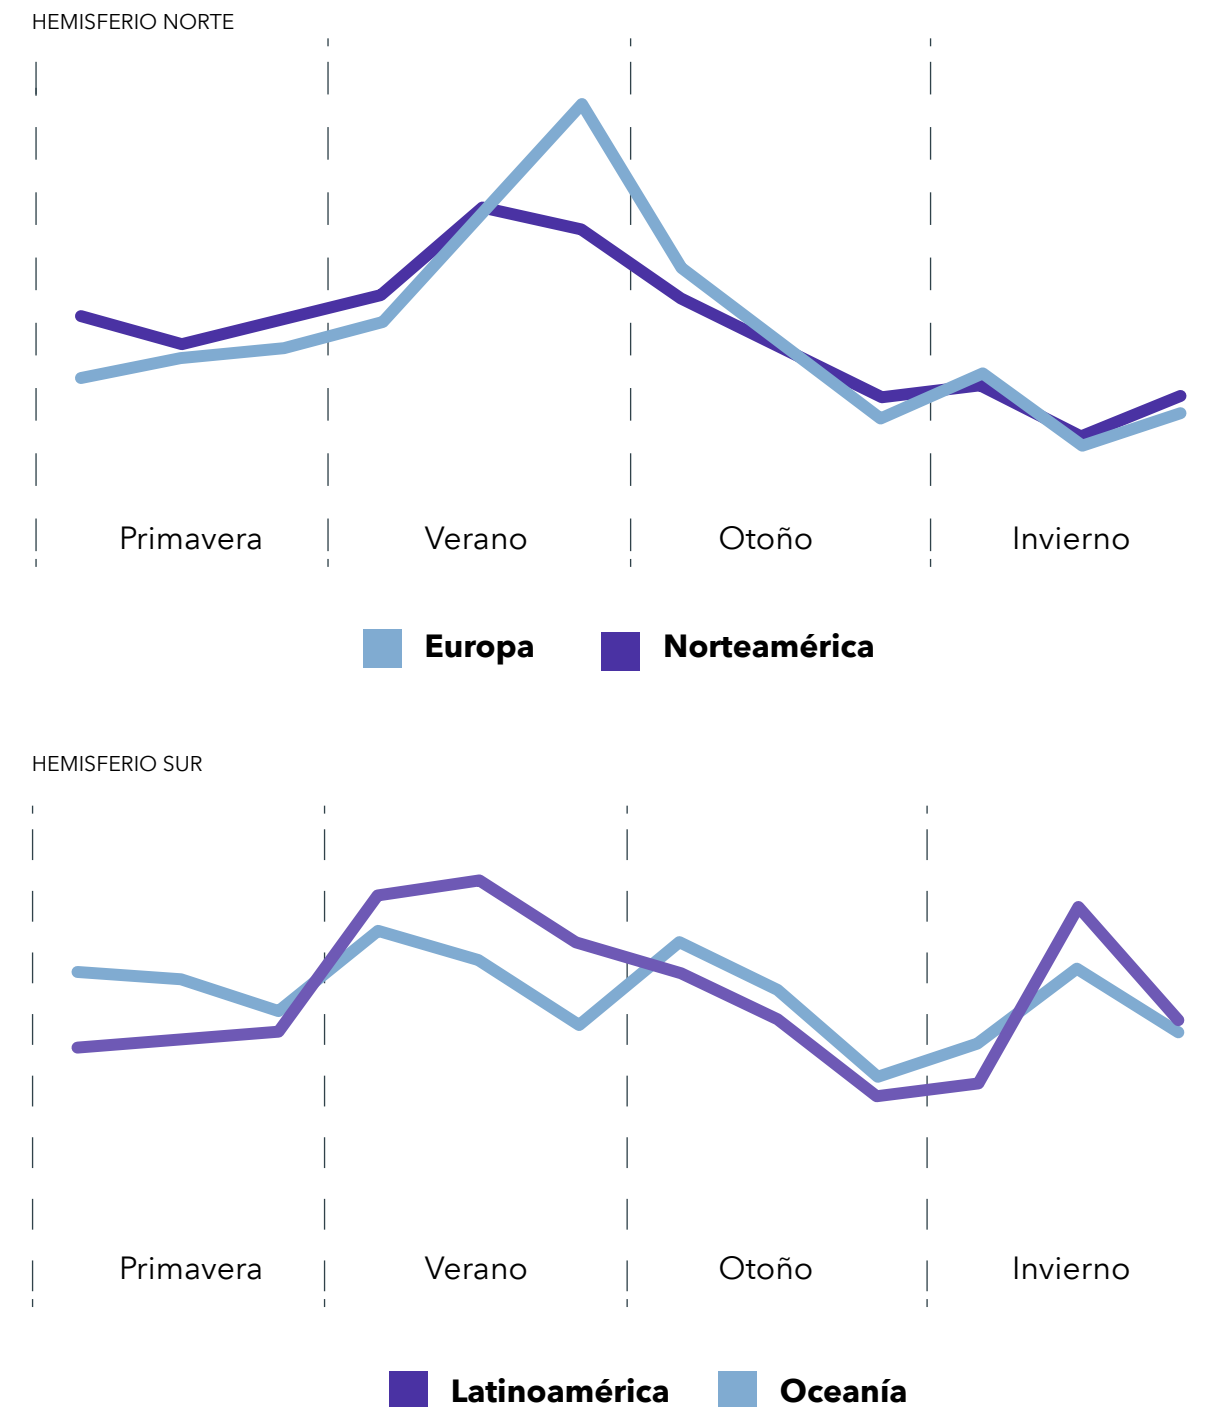 HEMISFERIO NORTE
Primavera Verano Otoño Invierno
Europa Norteamérica
HEMISFERIO SUR
Primavera Verano Otoño Invierno
Latinoamérica Oceanía